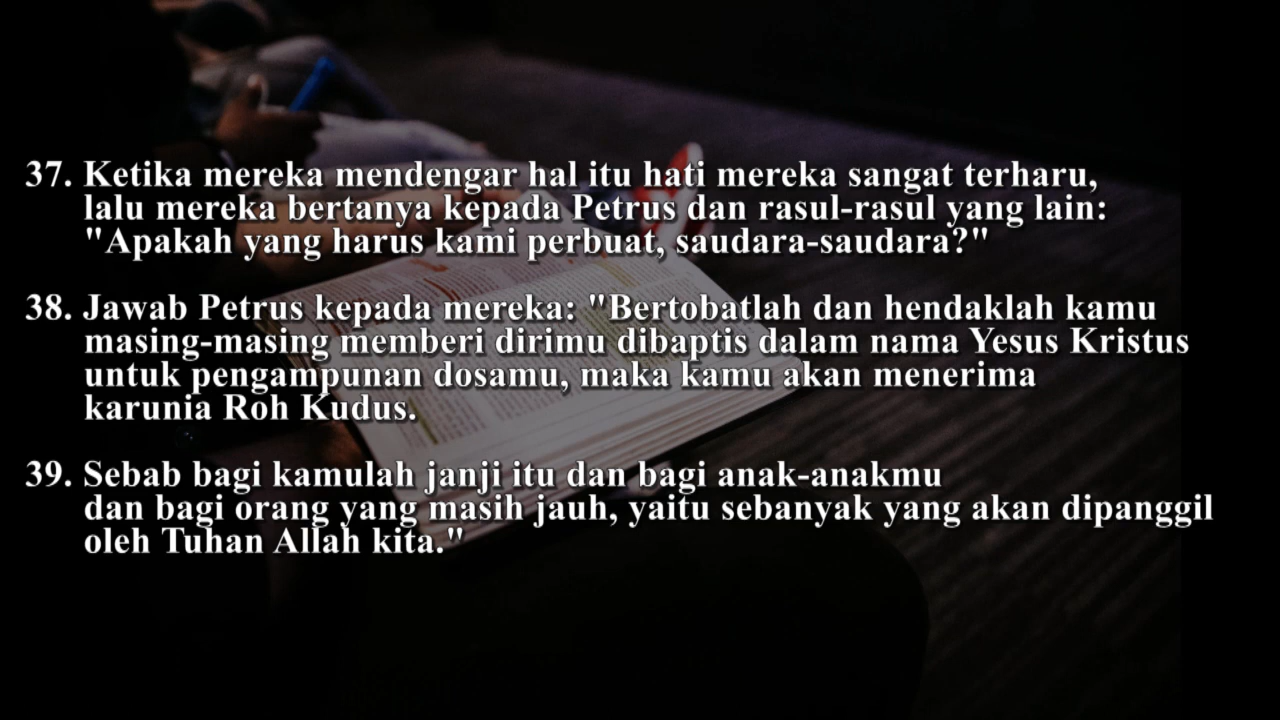 37. Ketika mereka mendengar hal itu hati mereka sangat terharu,
lalu mereka bertanya kepada Petrus dan rasul-rasul yang lain:
"Apakah yang harus kami perbuat, saudara-saudara?"
38. Jawab Petrus kepada mereka: "Bertobatlah dan hendaklah kamu
masing-masing memberi dirimu dibaptis dalam nama Yesus Kristus
untuk pengampunan dosamu, maka kamu akan menerima
karunia Roh Kudus.
39. Sebab bagi kamulah janji itu dan bagi anak-anakmu
dan bagi orang yang masih jauh, yaitu sebanyak yang akan dipanggil
oleh Tuhan Allah kita."